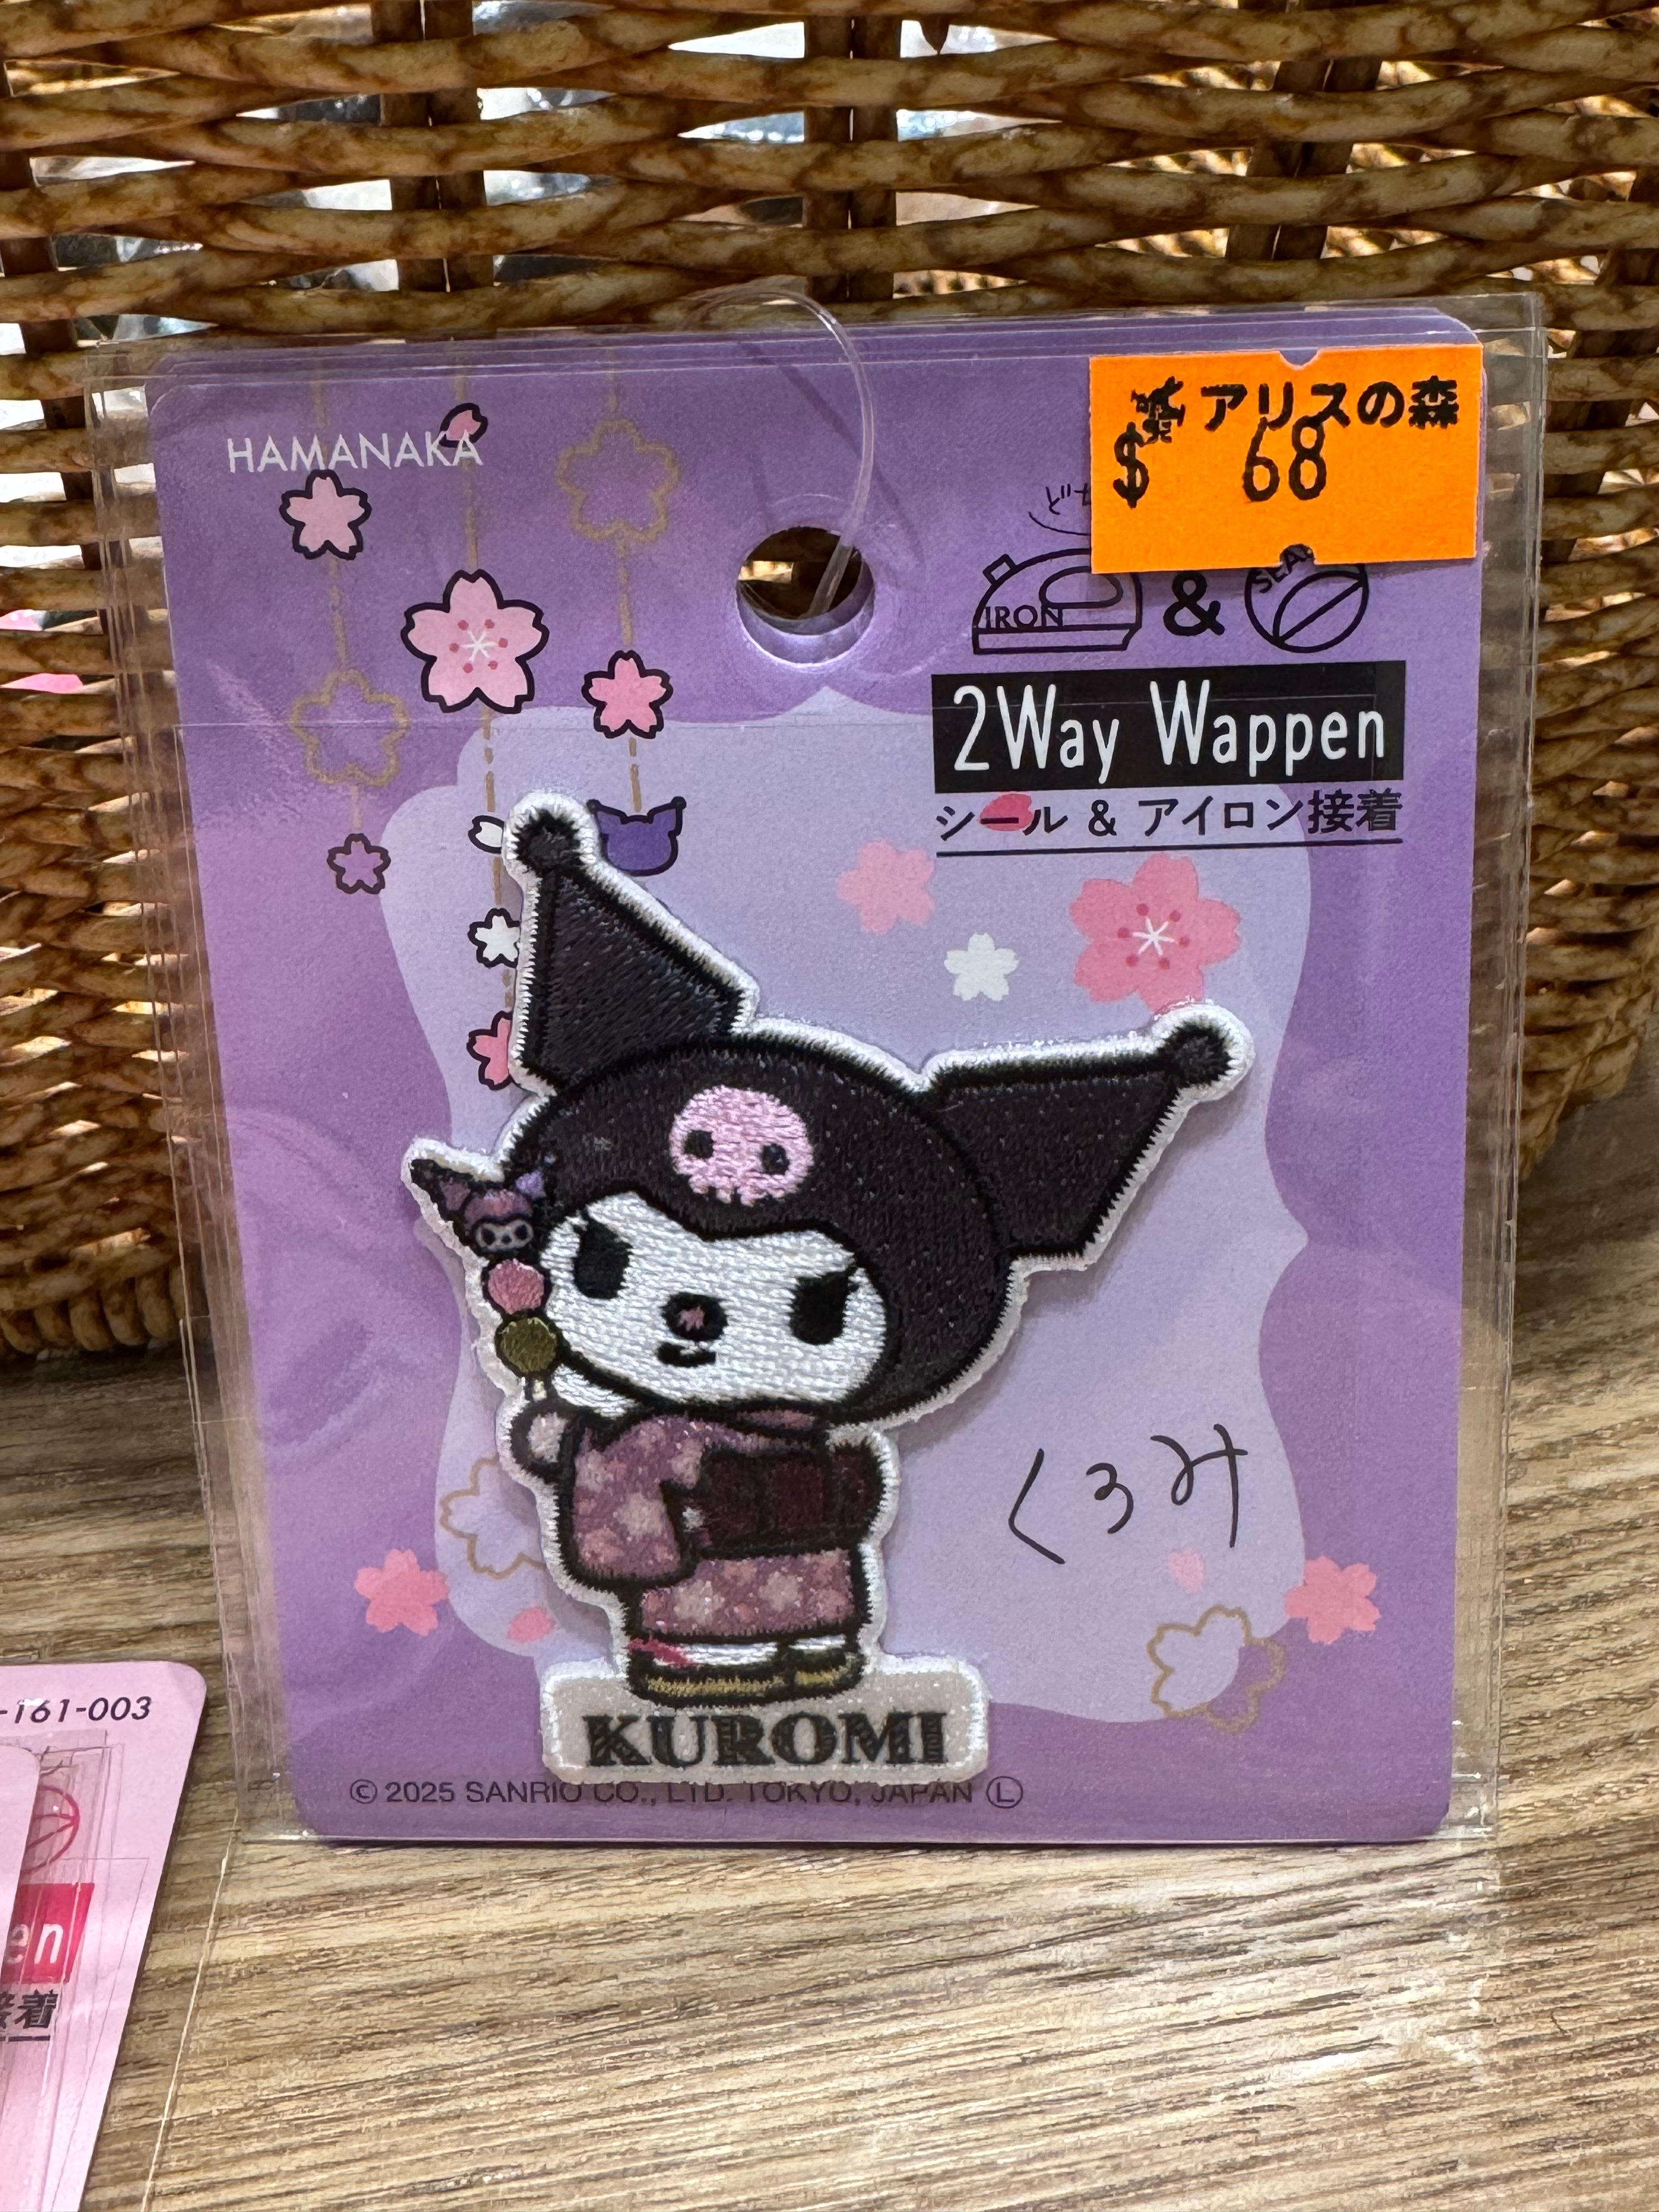 HAMANAKA
アリスの森
$ 68
IRON
&
SEAL
2Way Wappen
シール & アイロン接着
くろみ
KUROMI
© 2025 SANRIO CO., LTD. TOKYO, JAPAN Ⓛ
-161-003
en
接着